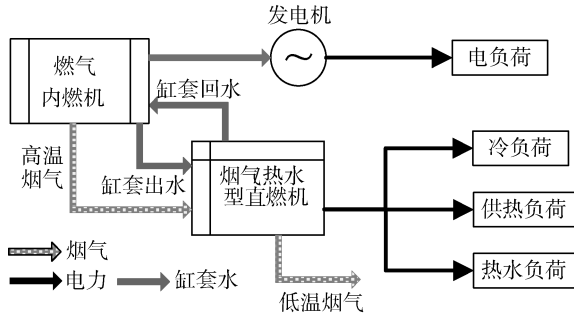 发电机
燃气
内燃机
电负荷
缸套回水
高温
烟气
缸套出水
烟气热水
型直燃机
冷负荷
供热负荷
热水负荷
烟气
电力
缸套水
低温烟气